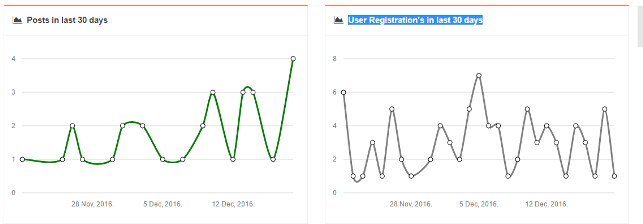 Posts in last 30 days
4
3
2
1
0
28 Nov, 2016.
5 Dec, 2016.
12 Dec, 2016.
User Registration's in last 30 days
8
6
4
2
0
28 Nov, 2016.
5 Dec, 2016.
12 Dec, 2016.